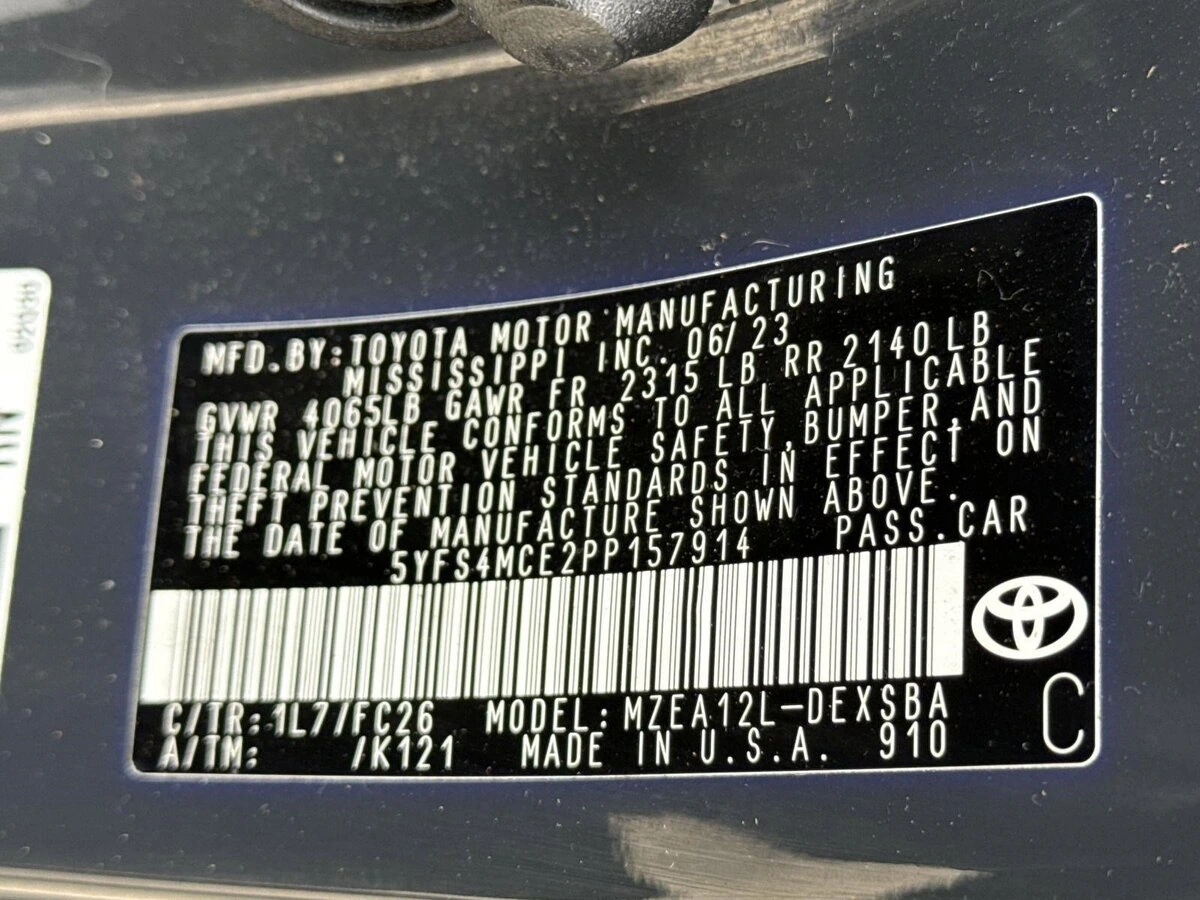 MFD.BY:TOYOTA MOTOR MANUFACTURING
MISSISSIPPI INC. 06/23
GVWR 4065LB GAWR FR 2315 LB RR 2140 LB
THIS VEHICLE CONFORMS TO ALL APPLICABLE
FEDERAL MOTOR VEHICLE SAFETY,BUMPER,AND
THEFT PREVENTION STANDARDS IN EFFECT ON
THE DATE OF MANUFACTURE SHOWN ABOVE.
5YFS4MCE2PP157914 PASS.CAR
C/TR:1L7/FC26 MODEL:MZEA12L-DEXSBA
A/TM: /K121 MADE IN U.S.A. 910
C